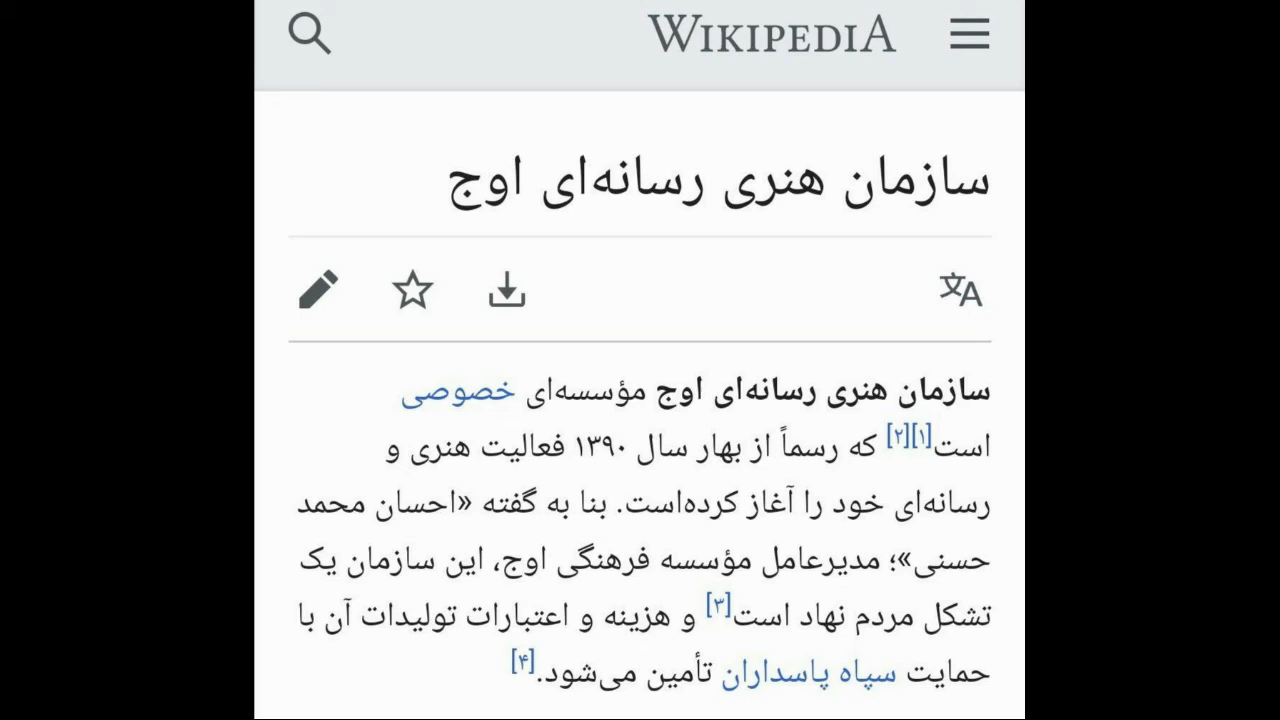 WIKIPEDIA
سازمان هنری رسانه‌ای اوج
سازمان هنری رسانه‌ای اوج مؤسسه‌ای خصوصی
است[۱][۲] که رسماً از بهار سال ۱۳۹۰ فعالیت هنری و
رسانه‌ای خود را آغاز کرده‌است. بنا به گفته «احسان محمد
حسنی»؛ مدیرعامل مؤسسه فرهنگی اوج، این سازمان یک
تشکل مردم نهاد است[۳] و هزینه و اعتبارات تولیدات آن با
حمایت سپاه پاسداران تأمین می‌شود.[۴]